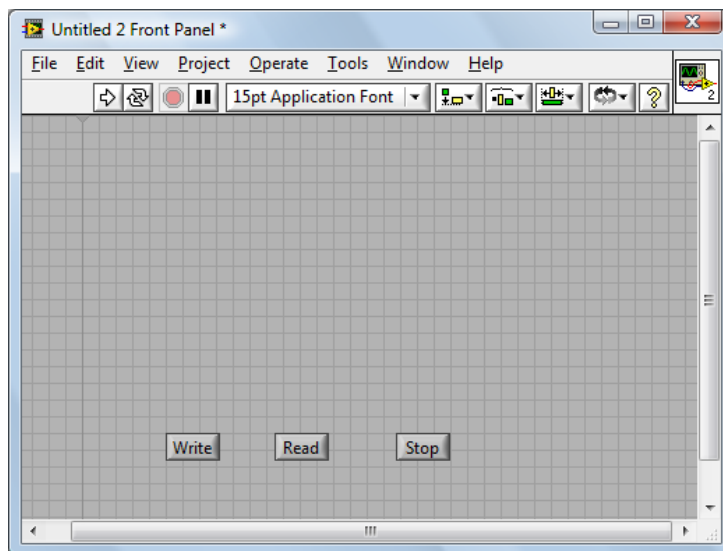 Untitled 2 Front Panel *
File Edit View Project Operate Tools Window Help
15pt Application Font
2
Write Read Stop